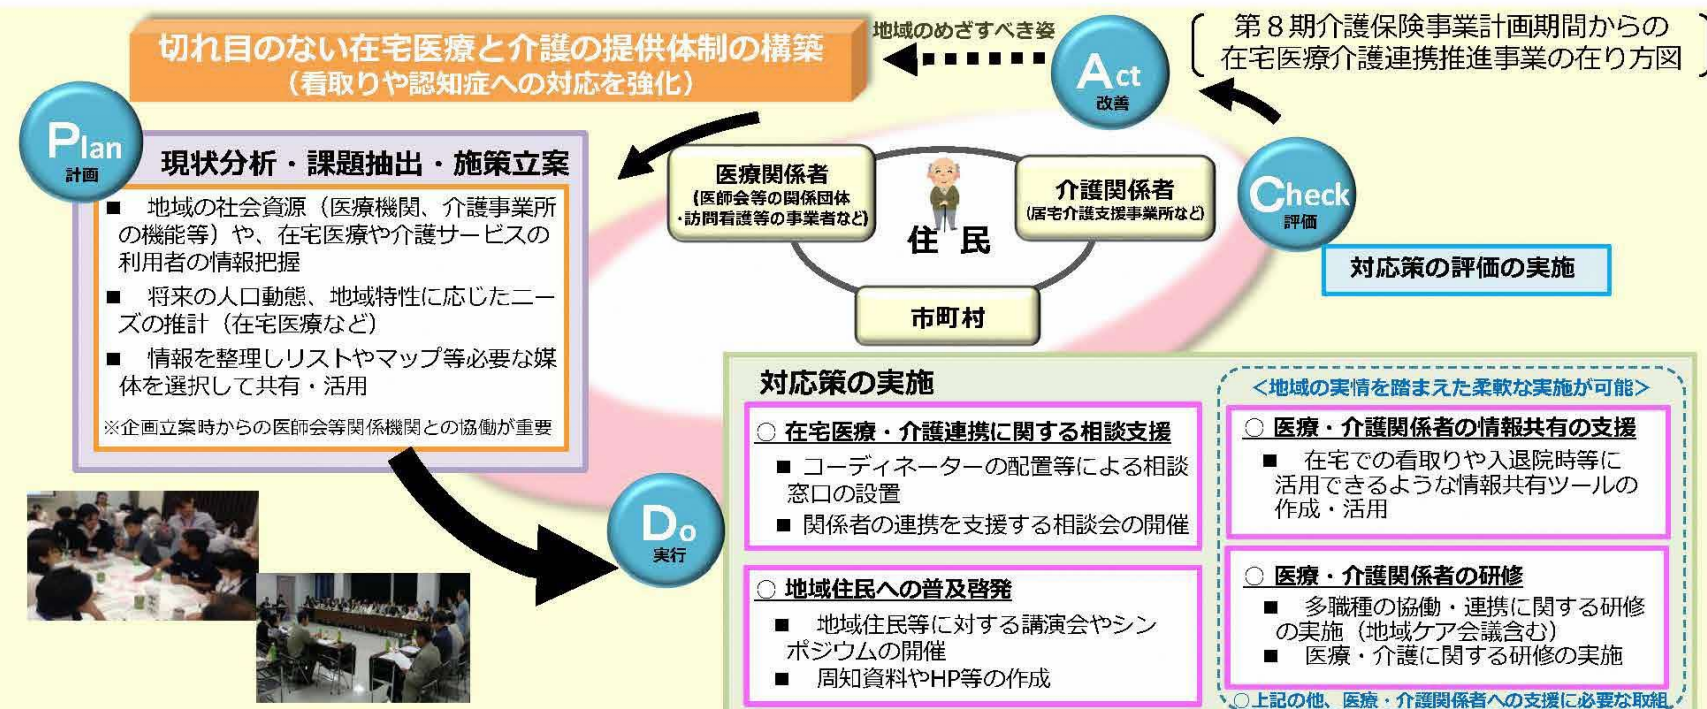 切れ目のない在宅医療と介護の提供体制の構築
（看取りや認知症への対応を強化）
地域のめざすべき姿
Act
改善
第８期介護保険事業計画期間からの
在宅医療介護連携推進事業の在り方図
Plan
計画
現状分析・課題抽出・施策立案
■ 地域の社会資源（医療機関、介護事業所
の機能等）や、在宅医療や介護サービスの
利用者の情報把握
■ 将来の人口動態、地域特性に応じたニー
ズの推計（在宅医療など）
■ 情報を整理しリストやマップ等必要な媒
体を選択して共有・活用
※企画立案時からの医師会等関係機関との協働が重要
医療関係者
(医師会等の関係団体
・訪問看護等の事業者など)
介護関係者
(居宅介護支援事業所など)
住民
市町村
Check
評価
対応策の評価の実施
Do
実行
対応策の実施
○ 在宅医療・介護連携に関する相談支援
■ コーディネーターの配置等による相談
窓口の設置
■ 関係者の連携を支援する相談会の開催
○ 地域住民への普及啓発
■ 地域住民等に対する講演会やシン
ポジウムの開催
■ 周知資料やHP等の作成
＜地域の実情を踏まえた柔軟な実施が可能＞
○ 医療・介護関係者の情報共有の支援
■ 在宅での看取りや入退院時等に
活用できるような情報共有ツールの
作成・活用
○ 医療・介護関係者の研修
■ 多職種の協働・連携に関する研修
の実施（地域ケア会議含む）
■ 医療・介護に関する研修の実施
○上記の他、医療・介護関係者への支援に必要な取組